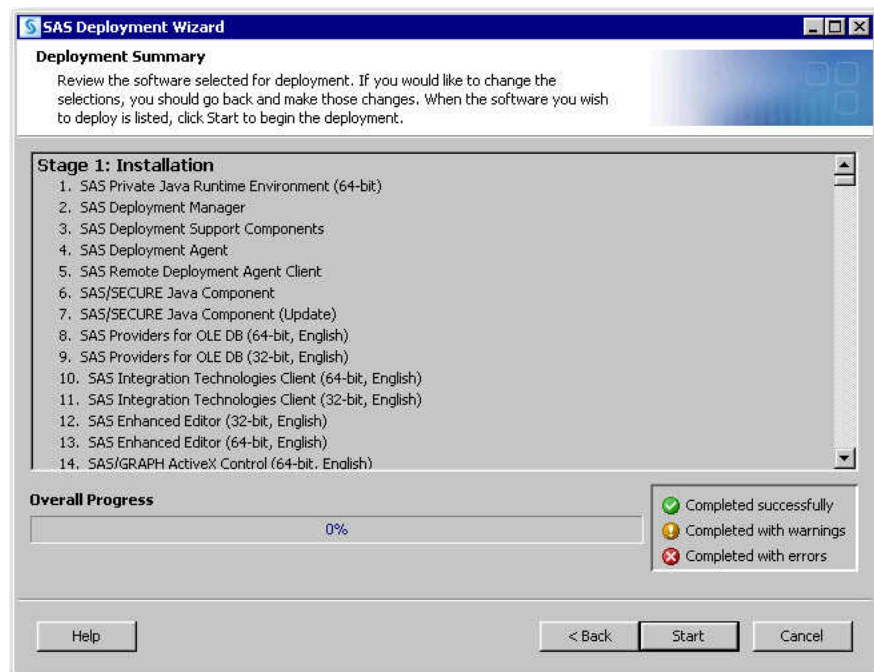 SAS Deployment Wizard
Deployment Summary
Review the software selected for deployment. If you would like to change the
selections, you should go back and make those changes. When the software you wish
to deploy is listed, click Start to begin the deployment.
Stage 1: Installation
1. SAS Private Java Runtime Environment (64-bit)
2. SAS Deployment Manager
3. SAS Deployment Support Components
4. SAS Deployment Agent
5. SAS Remote Deployment Agent Client
6. SAS/SECURE Java Component
7. SAS/SECURE Java Component (Update)
8. SAS Providers for OLE DB (64-bit, English)
9. SAS Providers for OLE DB (32-bit, English)
10. SAS Integration Technologies Client (64-bit, English)
11. SAS Integration Technologies Client (32-bit, English)
12. SAS Enhanced Editor (32-bit, English)
13. SAS Enhanced Editor (64-bit, English)
14. SAS/GRAPH ActiveX Control (64-bit, English)
Overall Progress
0%
Completed successfully
Completed with warnings
Completed with errors
Help
< Back
Start
Cancel